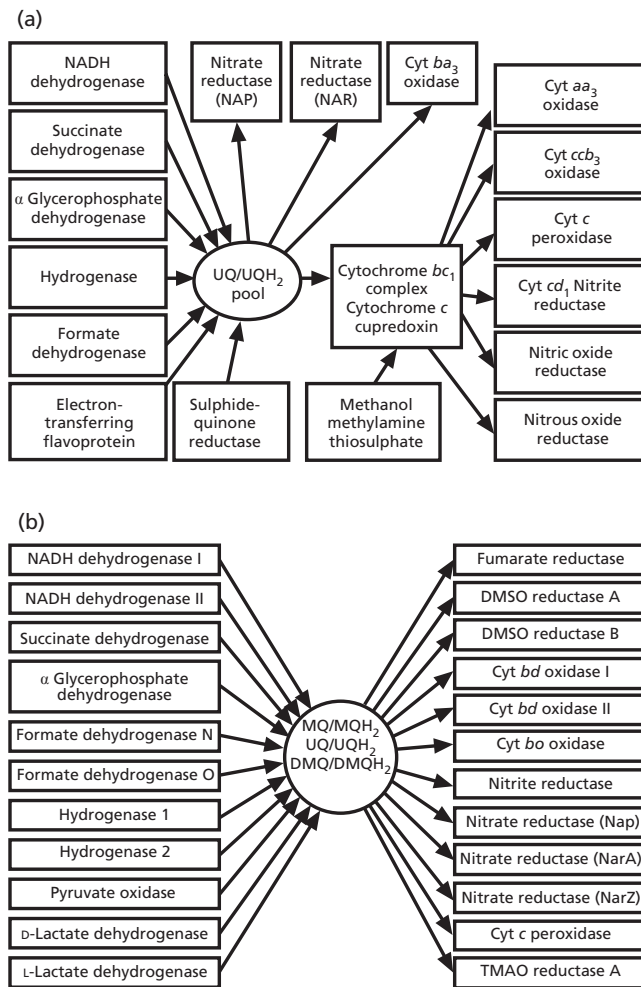 (a)
NADH
dehydrogenase
Nitrate
reductase
(NAP)
Nitrate
reductase
(NAR)
Cyt ba₃
oxidase
Cyt aa₃
oxidase
Succinate
dehydrogenase
Cyt ccb₃
oxidase
α Glycerophosphate
dehydrogenase
Cyt c
peroxidase
Hydrogenase
UQ/UQH₂
pool
Cytochrome bc₁
complex
Cytochrome c
cupredoxin
Cyt cd₁ Nitrite
reductase
Formate
dehydrogenase
Nitric oxide
reductase
Electron-
transferring
flavoprotein
Sulphide-
quinone
reductase
Methanol
methylamine
thiosulphate
Nitrous oxide
reductase
(b)
NADH dehydrogenase I
NADH dehydrogenase II
Succinate dehydrogenase
α Glycerophosphate
dehydrogenase
Formate dehydrogenase N
Formate dehydrogenase O
Hydrogenase 1
Hydrogenase 2
Pyruvate oxidase
D-Lactate dehydrogenase
L-Lactate dehydrogenase
MQ/MQH₂
UQ/UQH₂
DMQ/DMQH₂
Fumarate reductase
DMSO reductase A
DMSO reductase B
Cyt bd oxidase I
Cyt bd oxidase II
Cyt bo oxidase
Nitrite reductase
Nitrate reductase (Nap)
Nitrate reductase (NarA)
Nitrate reductase (NarZ)
Cyt c peroxidase
TMAO reductase A